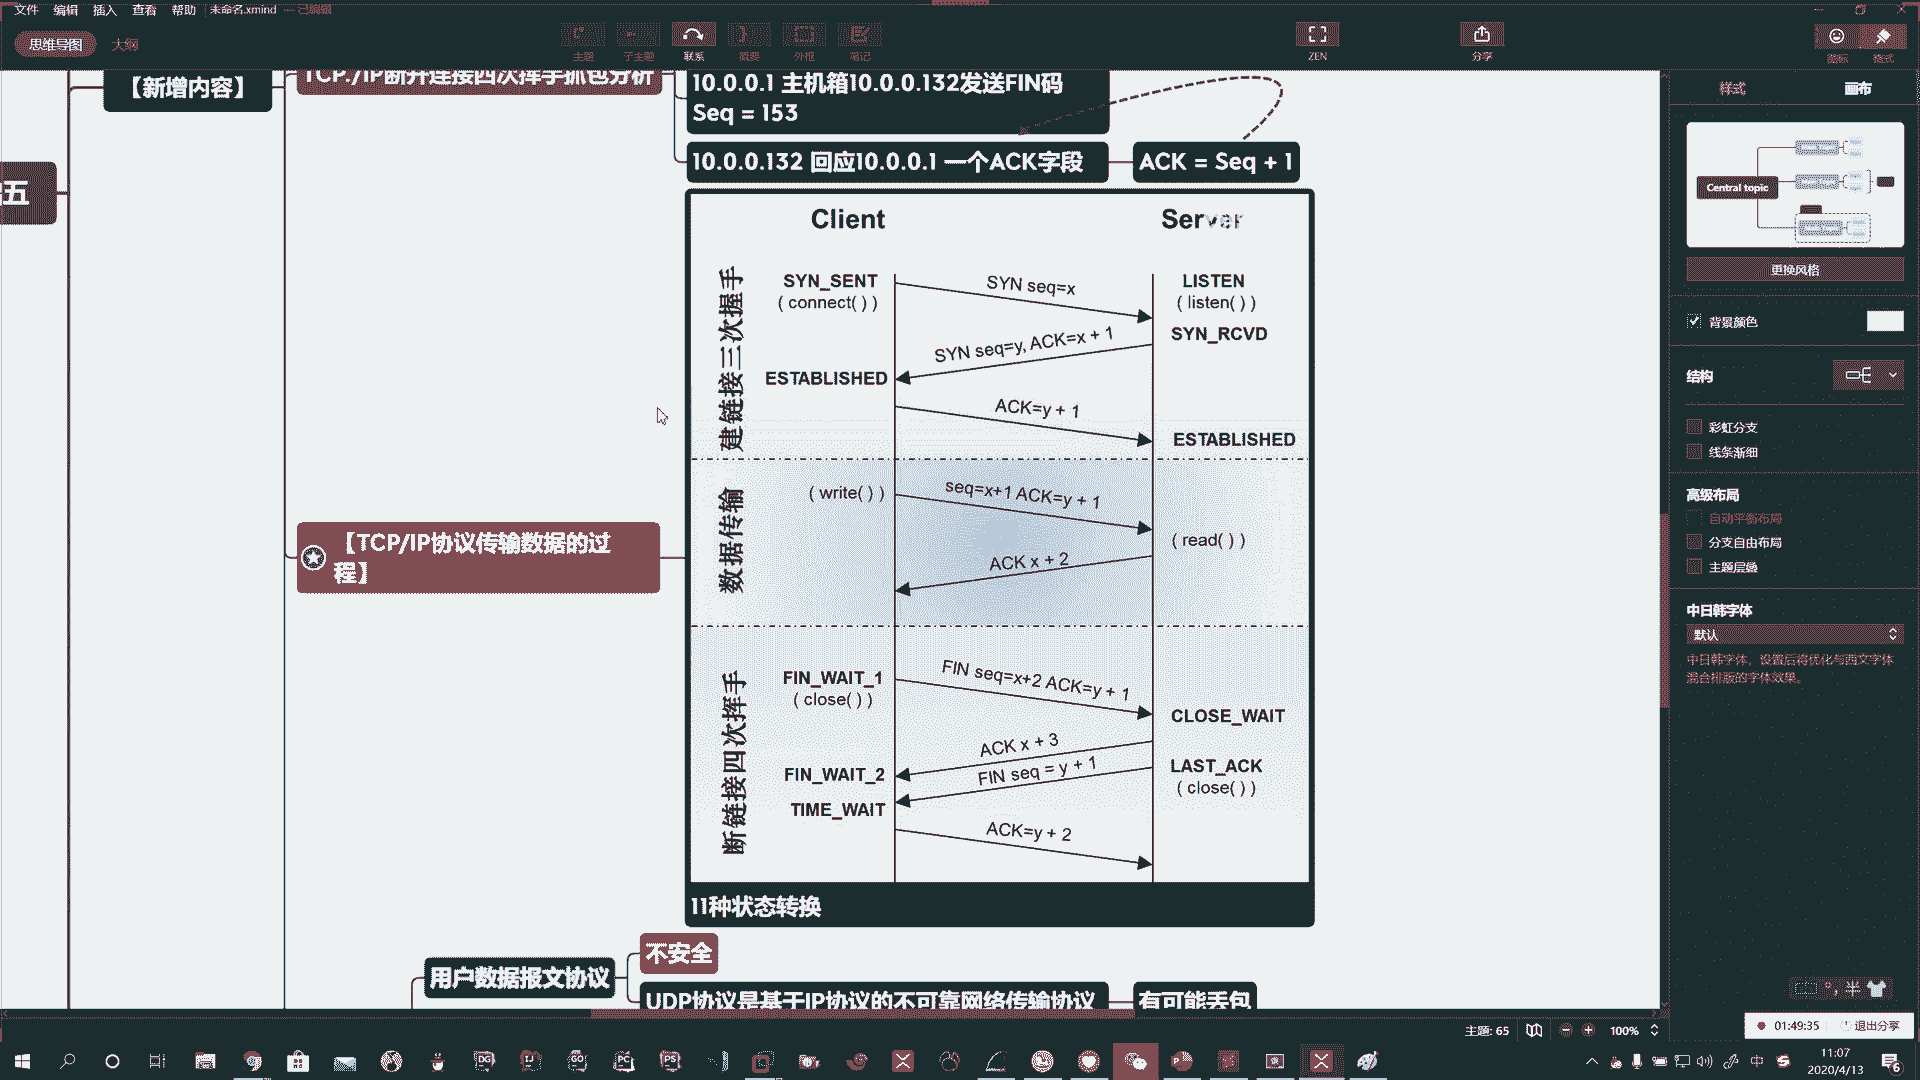 文件 编辑 插入 查看 帮助 未命名.xmind — 已编辑
思维导图 大纲
主题 子主题 联系 概要 外框 笔记 ZEN 分享 图标 格式
【新增内容】
TCP./IP断开连接四次挥手抓包分析
10.0.0.1 主机箱10.0.0.132发送FIN码
Seq = 153
10.0.0.132 回应10.0.0.1 一个ACK字段
ACK = Seq + 1
五
Client Server
建链接三次握手
SYN_SENT
( connect( ) )
SYN seq=x
LISTEN
( listen( ) )
SYN_RCVD
SYN seq=y, ACK=x + 1
ESTABLISHED
ACK=y + 1
ESTABLISHED
数据传输
( write( ) )
seq=x+1 ACK=y + 1
( read( ) )
ACK x + 2
【TCP/IP协议传输数据的过
程】
断链接四次挥手
FIN_WAIT_1
( close( ) )
FIN seq=x+2 ACK=y + 1
CLOSE_WAIT
ACK x + 3
FIN_WAIT_2
FIN seq = y + 1
LAST_ACK
( close( ) )
TIME_WAIT
ACK=y + 2
11种状态转换
用户数据报文协议
不安全
UDP协议是基于IP协议的不可靠网络传输协议
有可能丢包
样式 画布
Central topic
更换风格
背景颜色
结构
彩虹分支
线条渐细
高级布局
自动平衡布局
分支自由布局
主题层叠
中日韩字体
默认
中日韩字体，设置后将优化与西文字体
混合排版的字体效果。
半
主题: 65 100%
01:49:35 退出分享
DG IJ GO PC PS
中
11:07
2020/4/13
6